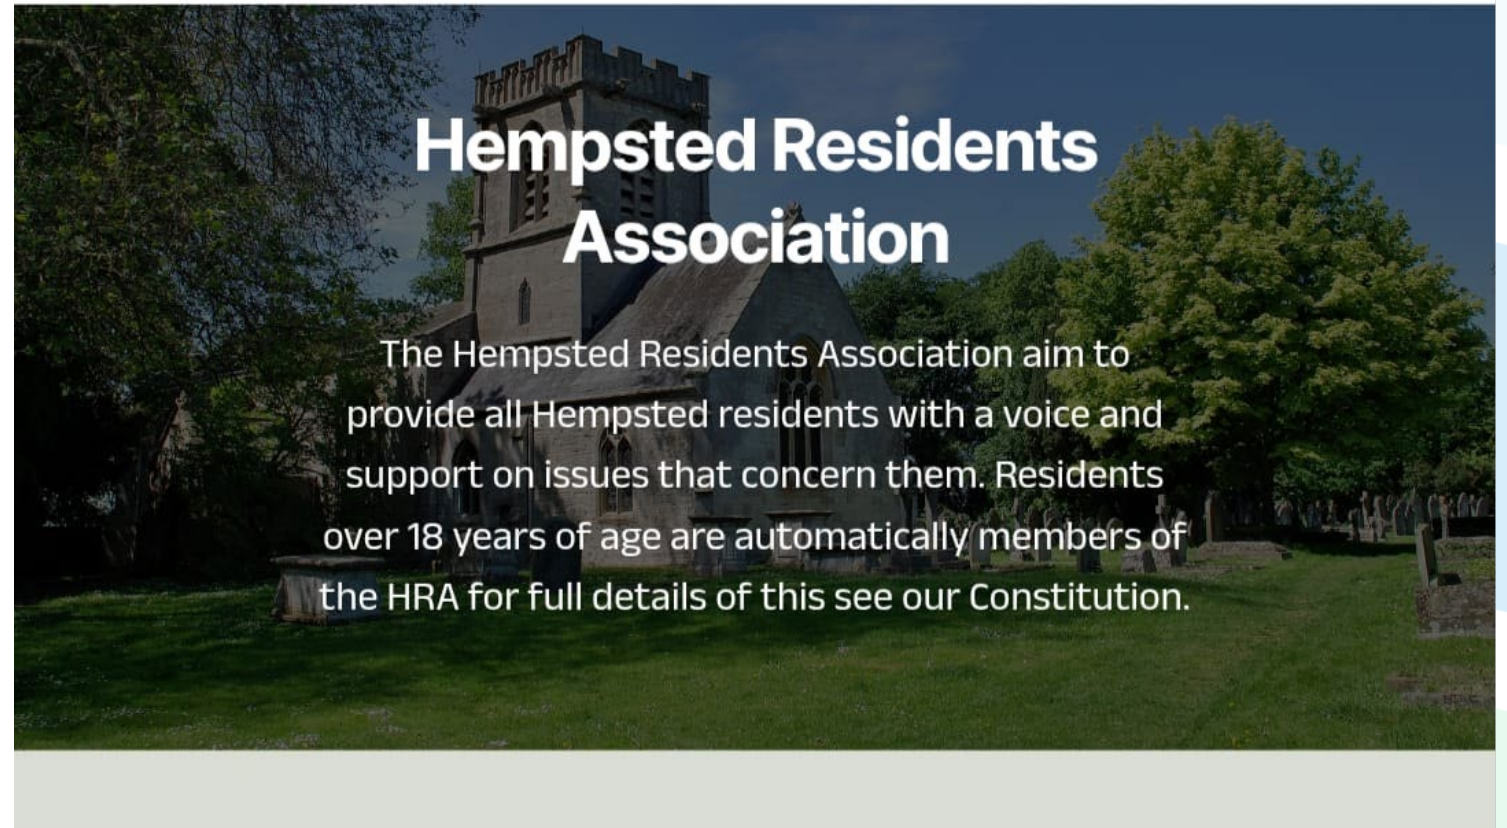 Hempsted Residents
Association
The Hempsted Residents Association aim to
provide all Hempsted residents with a voice and
support on issues that concern them. Residents
over 18 years of age are automatically members of
the HRA for full details of this see our Constitution.